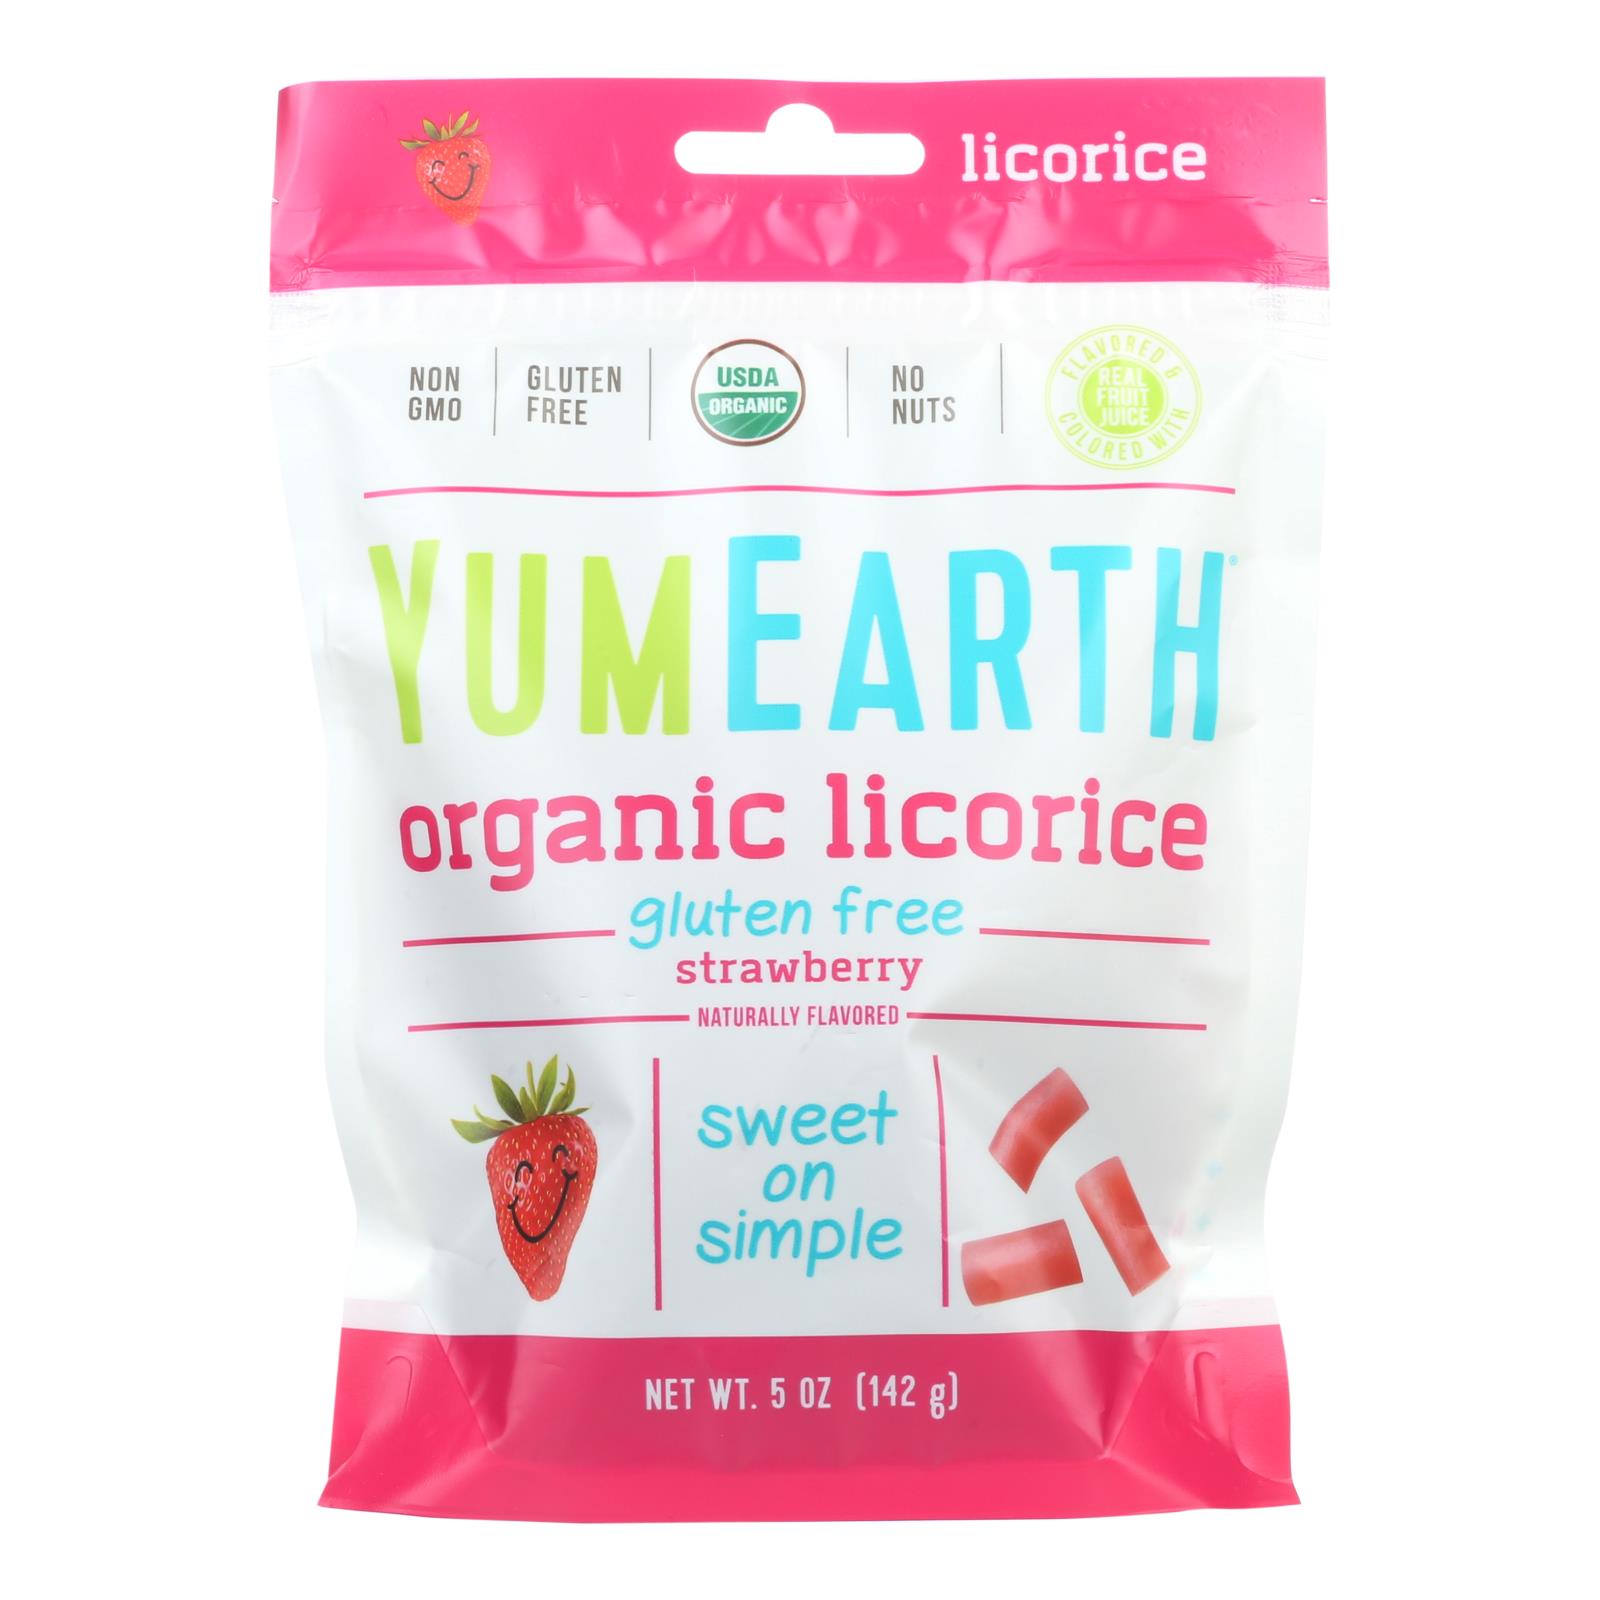 licorice
NON
GMO
GLUTEN
FREE
USDA
ORGANIC
NO
NUTS
FLAVORED &
COLORED WITH
REAL
FRUIT
JUICE
YUMEARTH®
organic licorice
gluten free
strawberry
NATURALLY FLAVORED
sweet
on
simple
NET WT. 5 OZ (142 g)